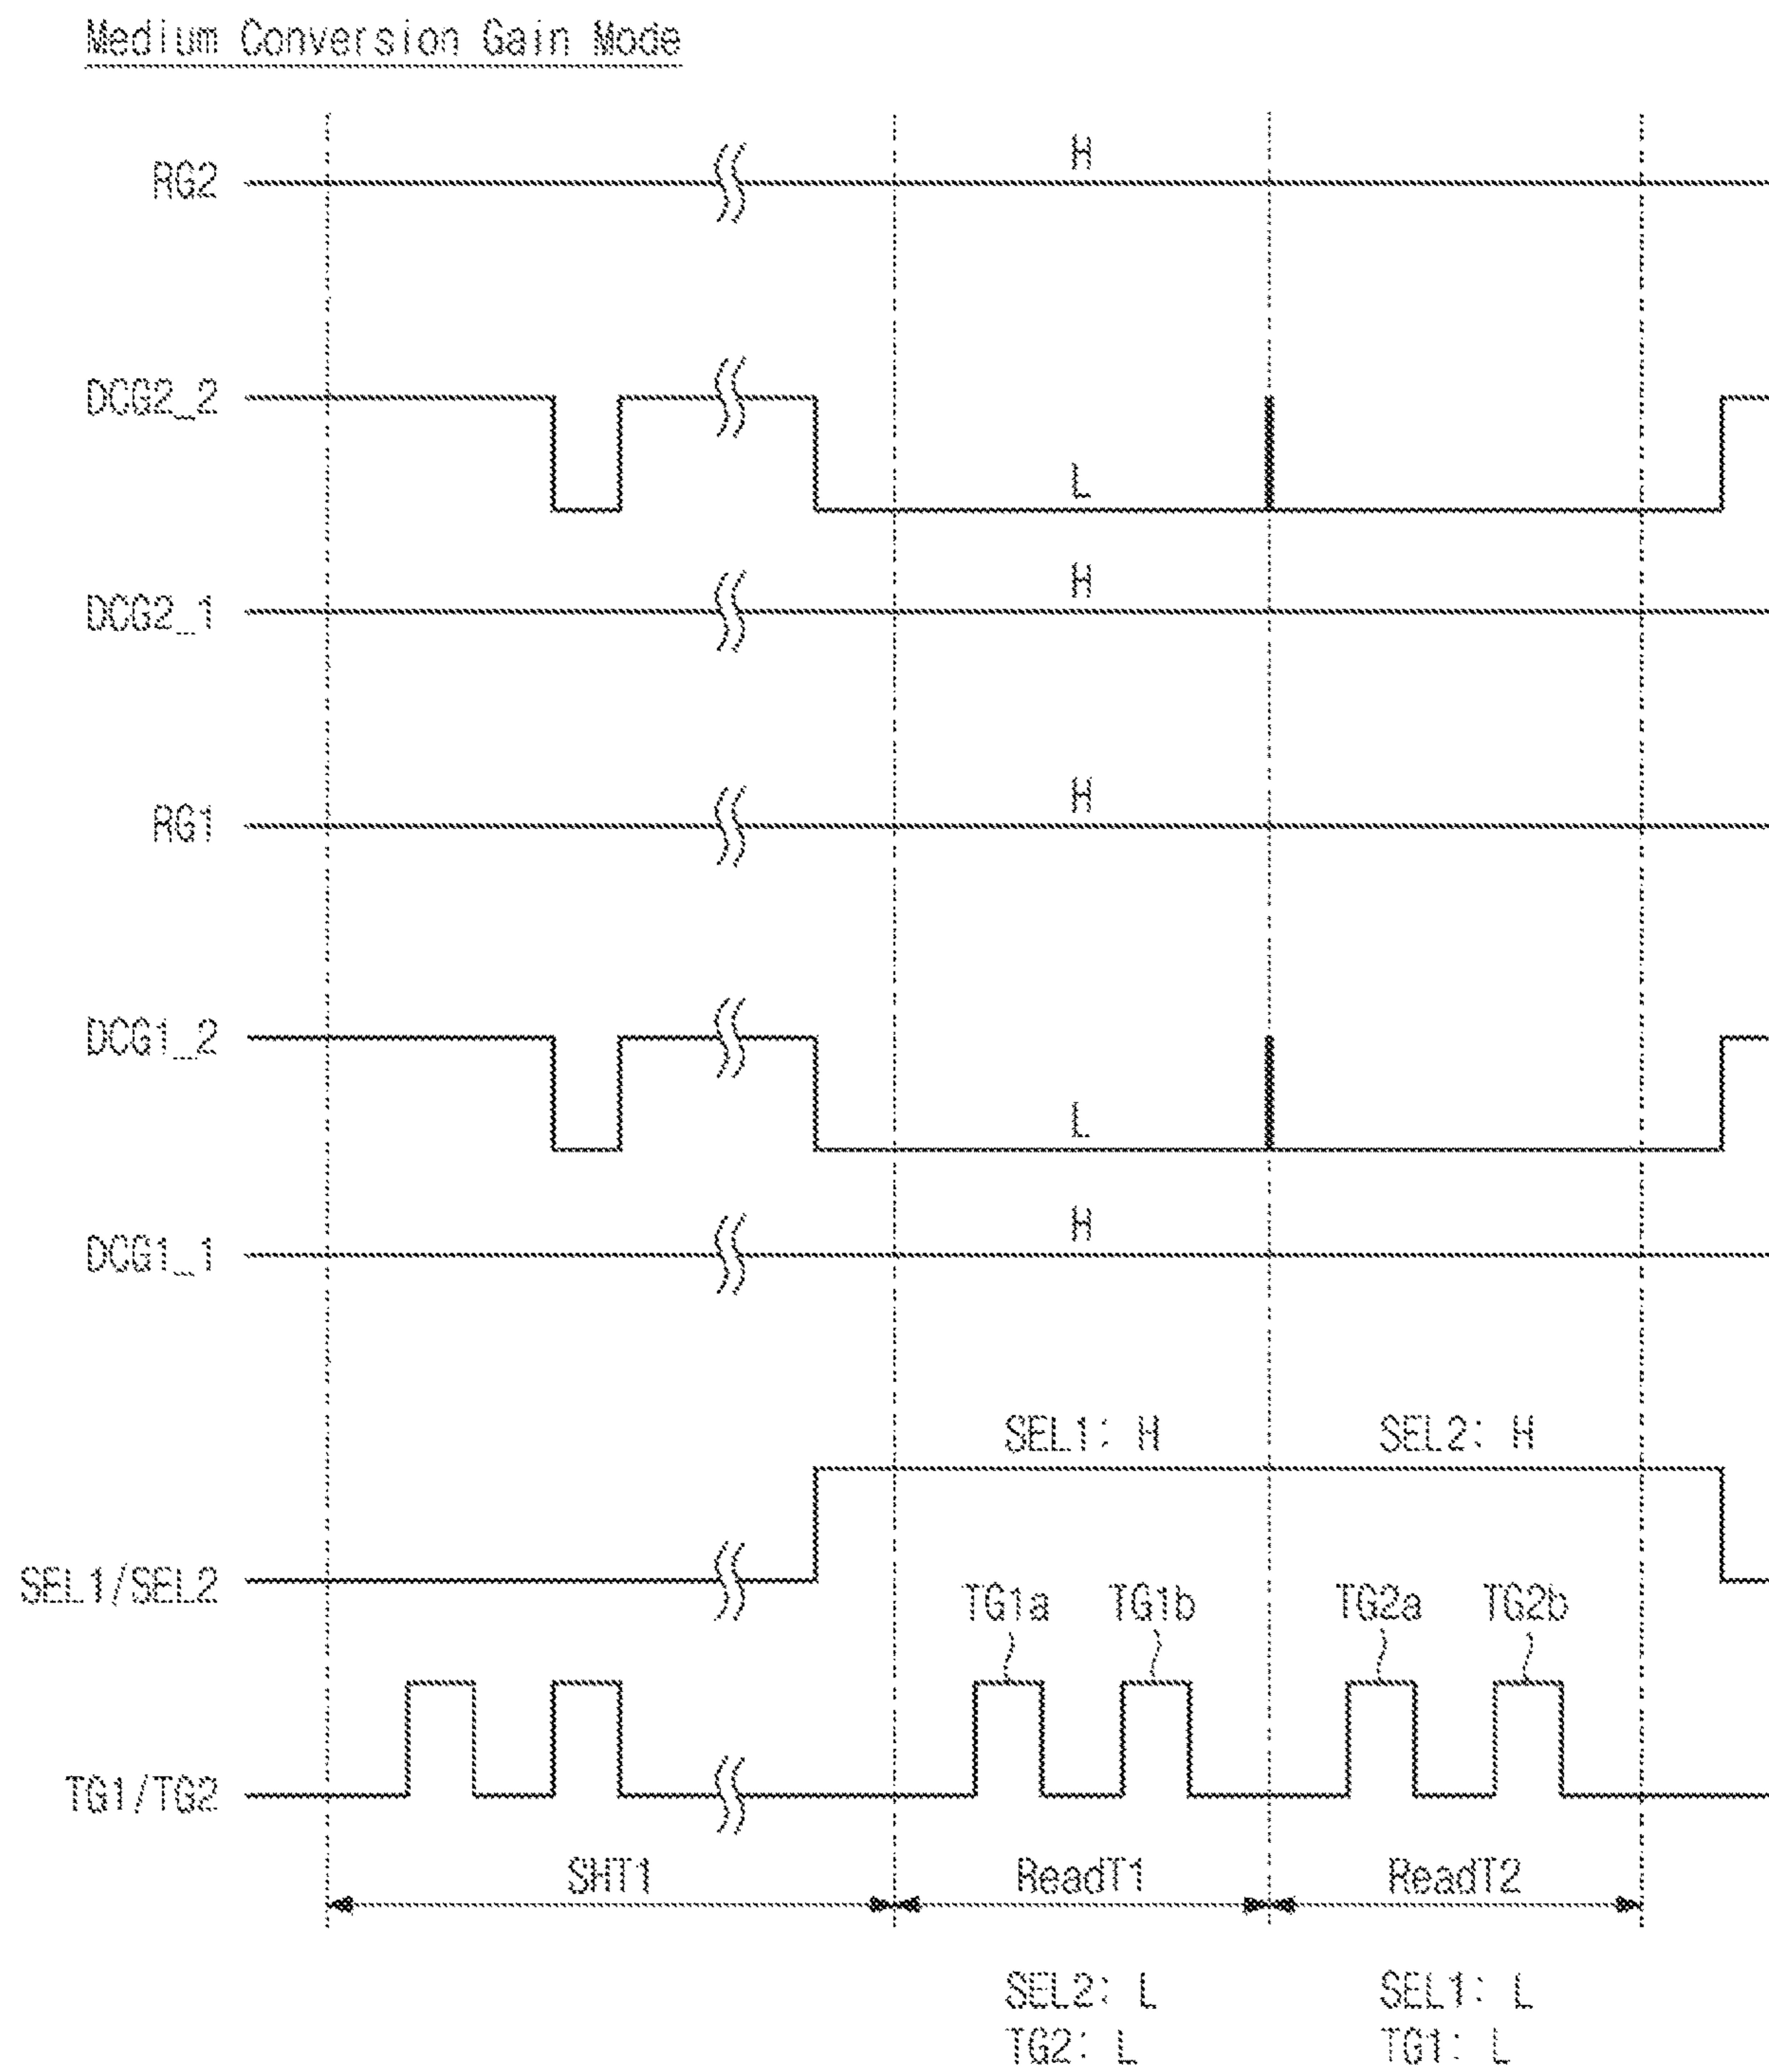 Medium Conversion Gain Mode
H
RG2
DCG2_2
L
H
DCG2_1
H
RG1
DCG1_2
L
H
DCG1_1
SEL1: H SEL2: H
SEL1/SEL2
TG1a TG1b TG2a TG2b
TG1/TG2
SHT1 ReadT1 ReadT2
SEL2: L SEL1: L
TG2: L TG1: L